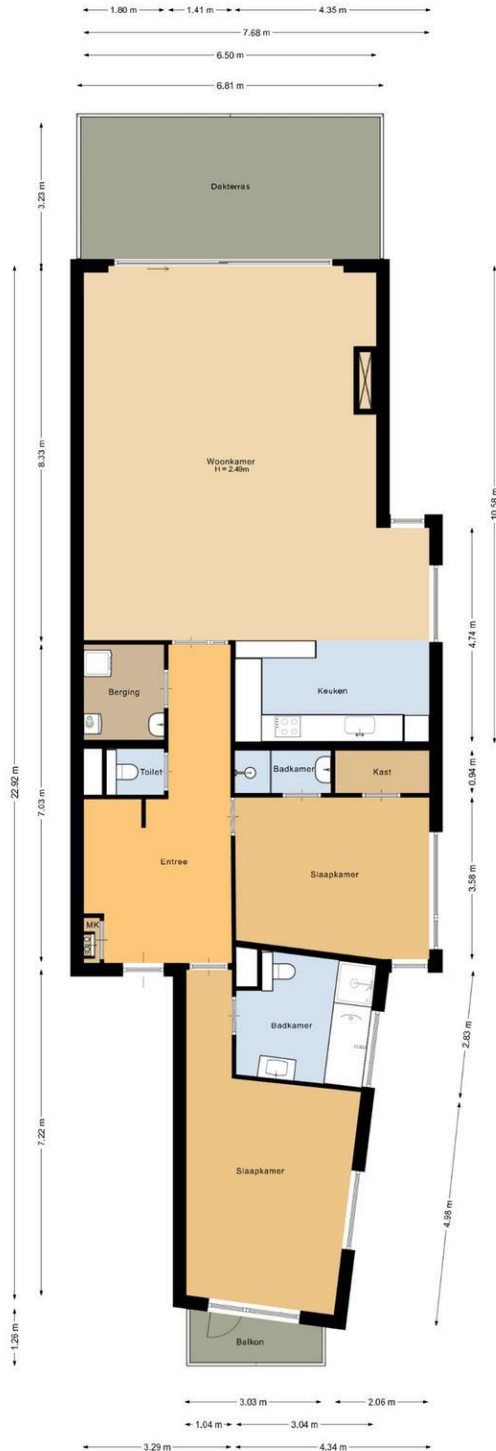 1.80 m 1.41 m 4.35 m
7.68 m
6.50 m
6.81 m
3.23 m
Dakterras
8.33 m
Woonkamer
H = 2.49m
10.58 m
4.74 m
Keuken
Berging
22.92 m
7.03 m
Toilet
Badkamer
Kast
0.94 m
Slaapkamer
3.58 m
Entree
MK
Badkamer
2.83 m
7.22 m
Slaapkamer
4.98 m
1.26 m
Balkon
3.03 m 2.06 m
1.04 m 3.04 m
3.29 m 4.34 m